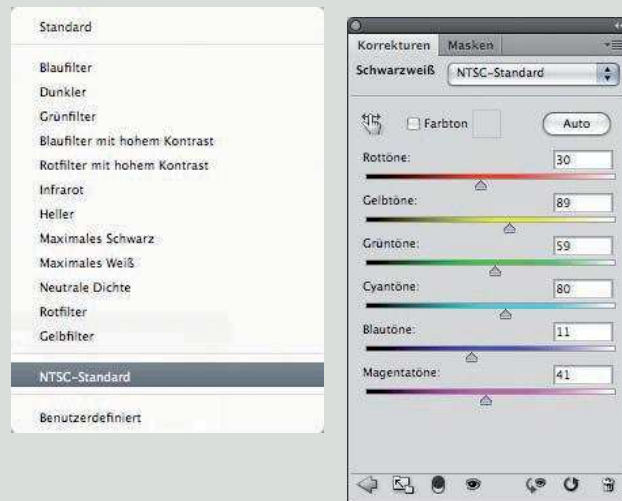 Standard
Blaufilter
Dunkler
Grünfilter
Blaufilter mit hohem Kontrast
Rotfilter mit hohem Kontrast
Infrarot
Heller
Maximales Schwarz
Maximales Weiß
Neutrale Dichte
Rotfilter
Gelbfilter
NTSC-Standard
Benutzerdefiniert
Korrekturen Masken
Schwarzweiß NTSC-Standard
Farbton Auto
Rottöne: 30
Gelbtöne: 89
Grüntöne: 59
Cyantöne: 80
Blautöne: 11
Magentatöne: 41